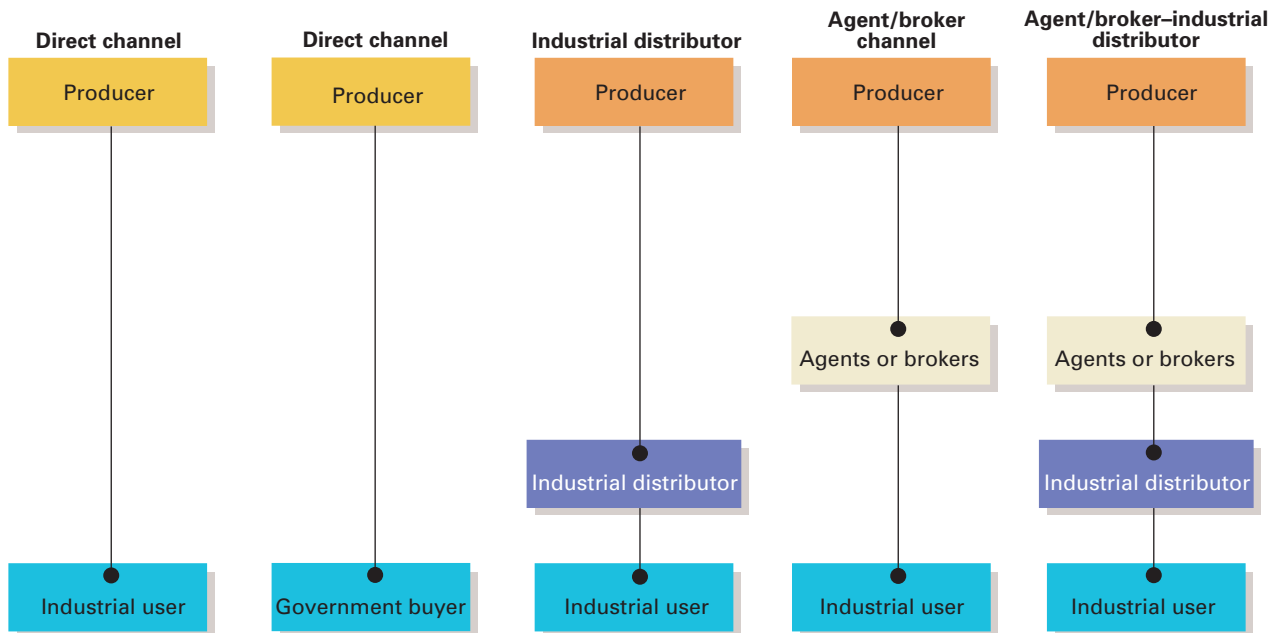 Direct channel
Direct channel
Industrial distributor
Agent/broker
channel
Agent/broker–industrial
distributor
Producer
Producer
Producer
Producer
Producer
Agents or brokers
Agents or brokers
Industrial distributor
Industrial distributor
Industrial user
Government buyer
Industrial user
Industrial user
Industrial user